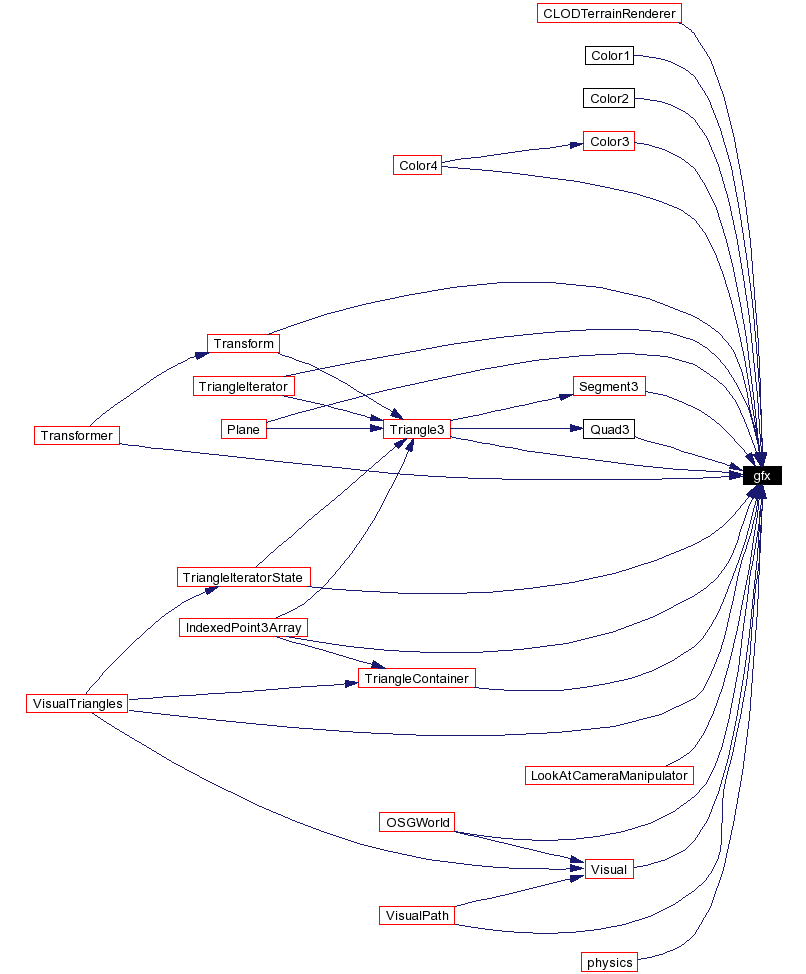 CLODTerrainRenderer
Color1
Color2
Color3
Color4
Transform
TriangleIterator
Segment3
Transformer
Plane
Triangle3
Quad3
gfx
TriangleIteratorState
IndexedPoint3Array
TriangleContainer
VisualTriangles
LookAtCameraManipulator
OSGWorld
Visual
VisualPath
physics